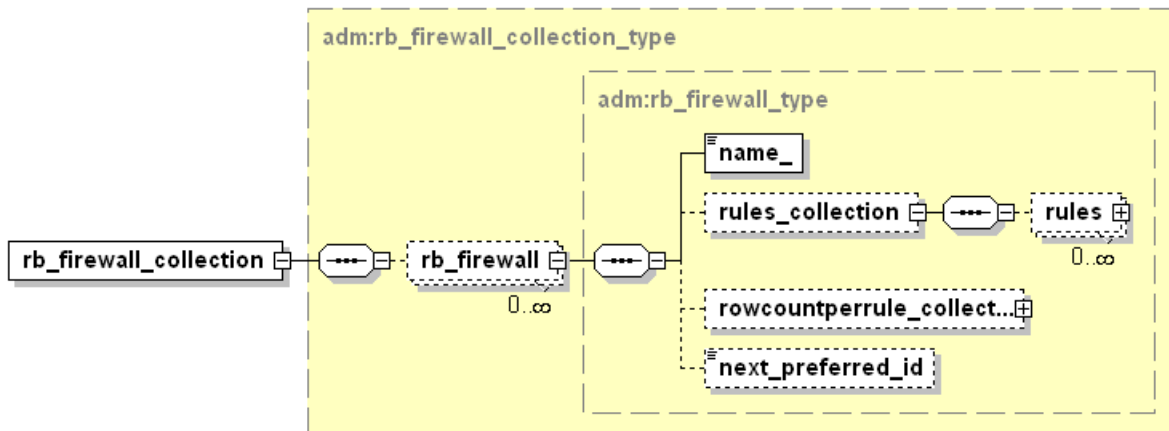 adm:rb_firewall_collection_type
adm:rb_firewall_type
name_
rules_collection
rules
0..∞
rb_firewall_collection
rb_firewall
0..∞
rowcountperrule_collect...
next_preferred_id